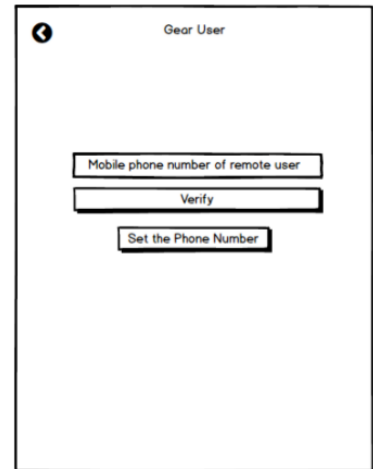 Gear User
Mobile phone number of remote user
Verify
Set the Phone Number